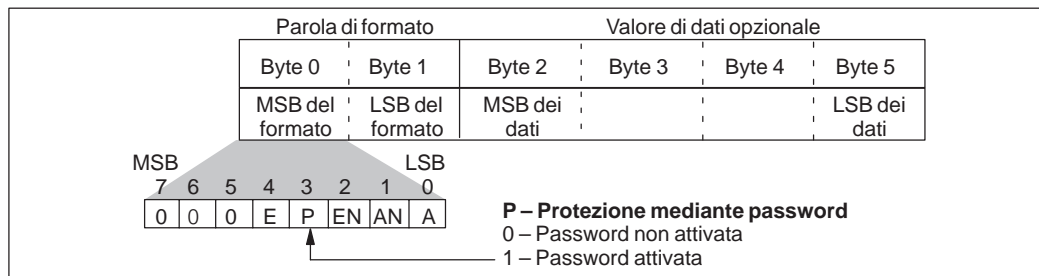 Parola di formato Valore di dati opzionale
Byte 0 Byte 1 Byte 2 Byte 3 Byte 4 Byte 5
MSB del formato LSB del formato MSB dei dati LSB dei dati
MSB LSB
7 6 5 4 3 2 1 0
0 0 0 E P EN AN A
P – Protezione mediante password
0 – Password non attivata
1 – Password attivata